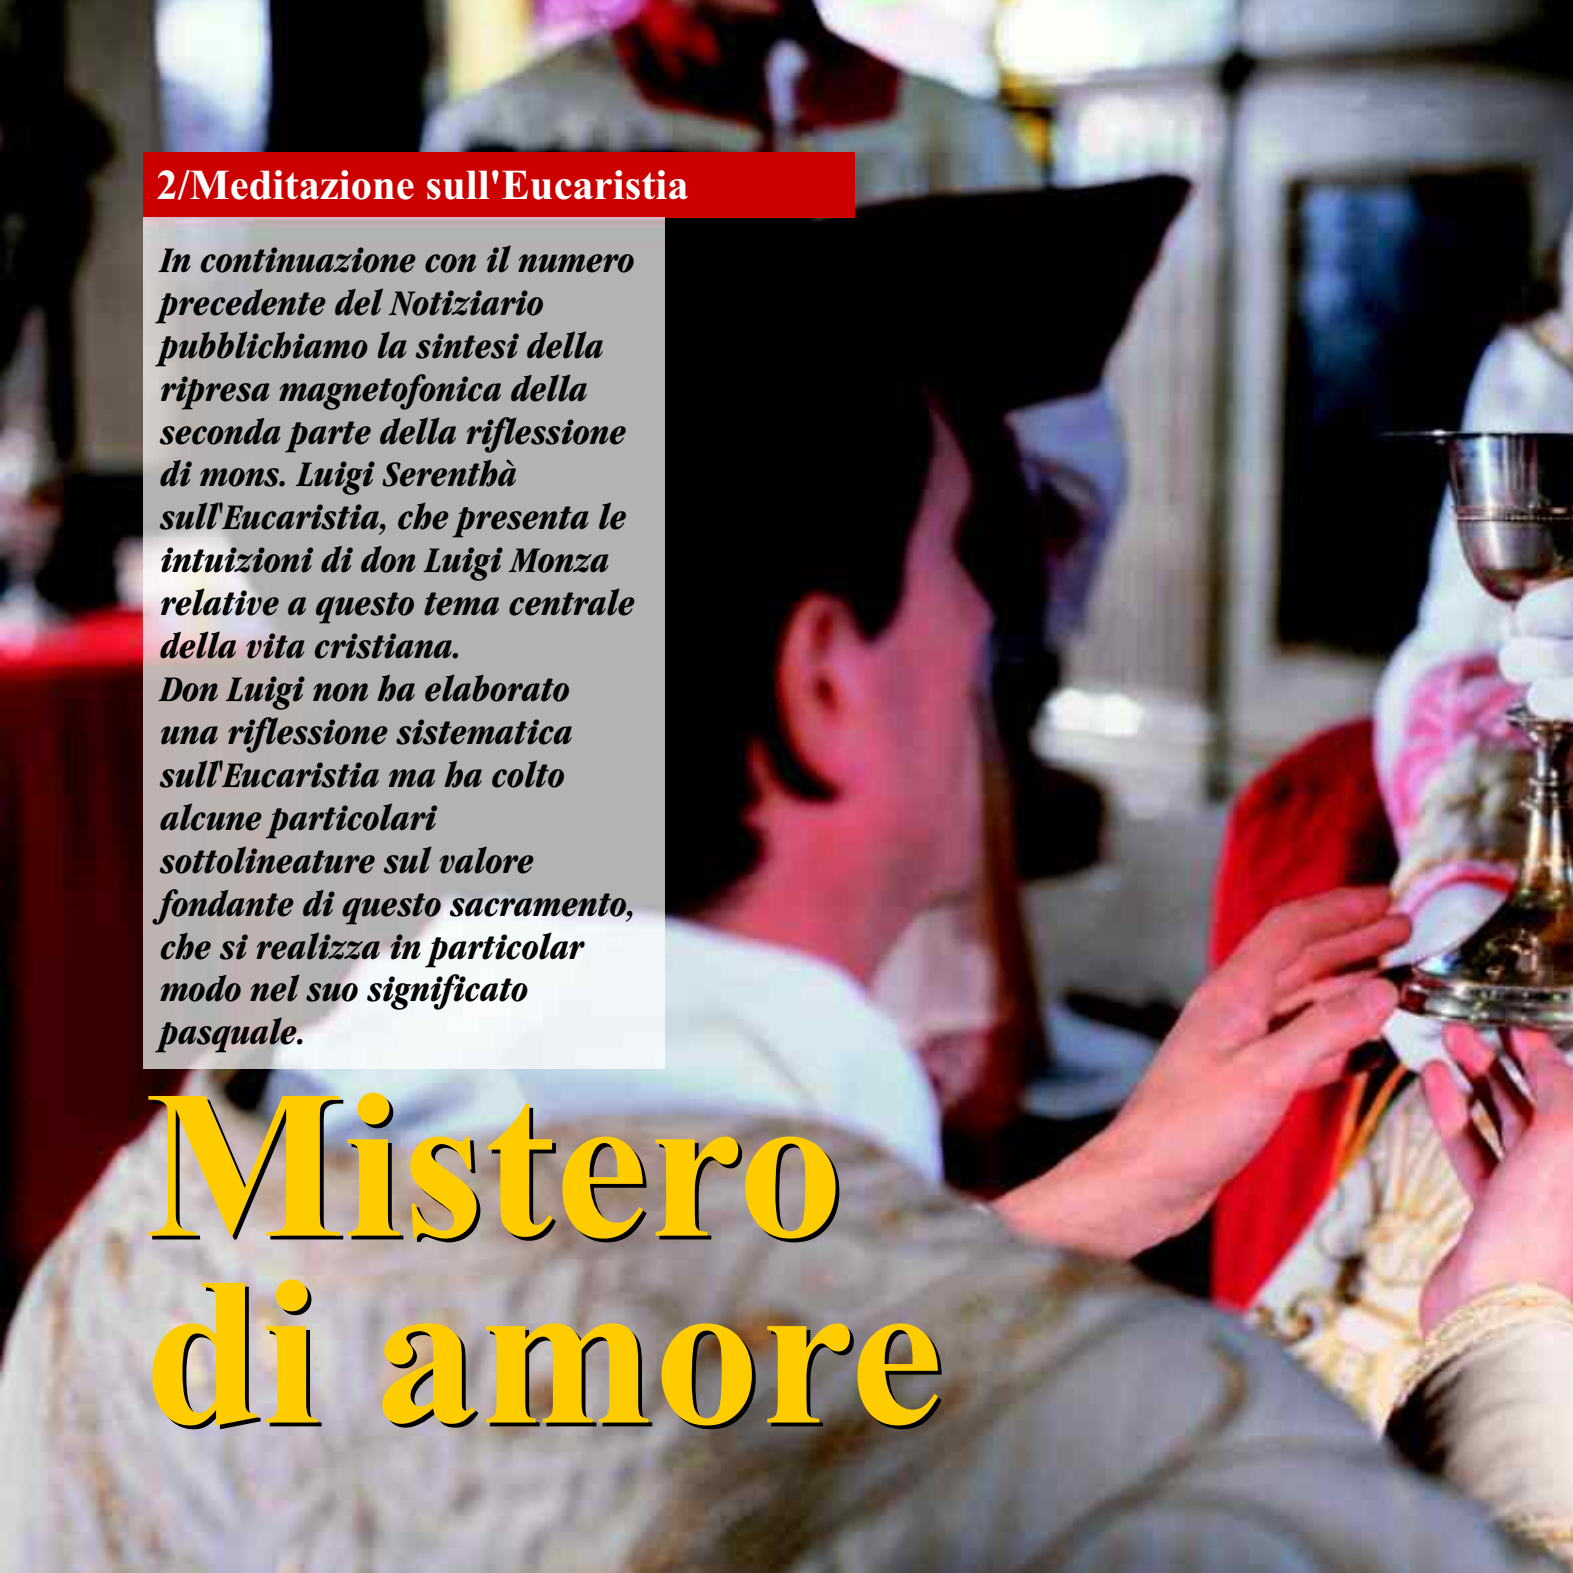 2/Meditazione sull'Eucaristia
In continuazione con il numero
precedente del Notiziario
pubblichiamo la sintesi della
ripresa magnetofonica della
seconda parte della riflessione
di mons. Luigi Serenthà
sull'Eucaristia, che presenta le
intuizioni di don Luigi Monza
relative a questo tema centrale
della vita cristiana.
Don Luigi non ha elaborato
una riflessione sistematica
sull'Eucaristia ma ha colto
alcune particolari
sottolineature sul valore
fondante di questo sacramento,
che si realizza in particolar
modo nel suo significato
pasquale.
Mistero
di amore